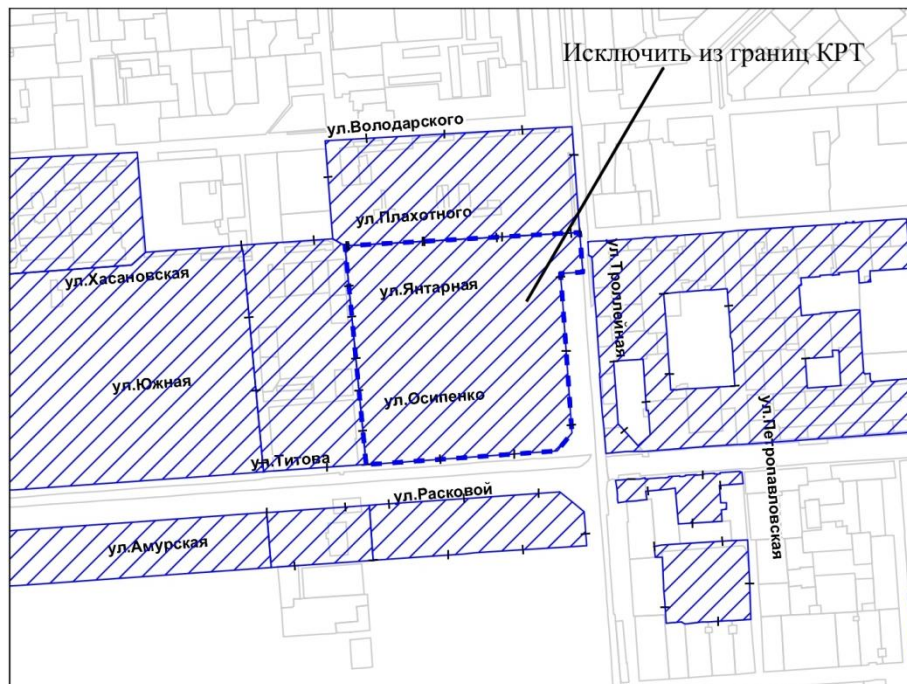 Исключить из границ КРТ
ул.Володарского
ул.Плахотного
ул.Хасановская
ул.Янтарная
ул.Троллейная
ул.Южная
ул.Осипенко
ул.Петропавловская
ул.Титова
ул.Расковой
ул.Амурская